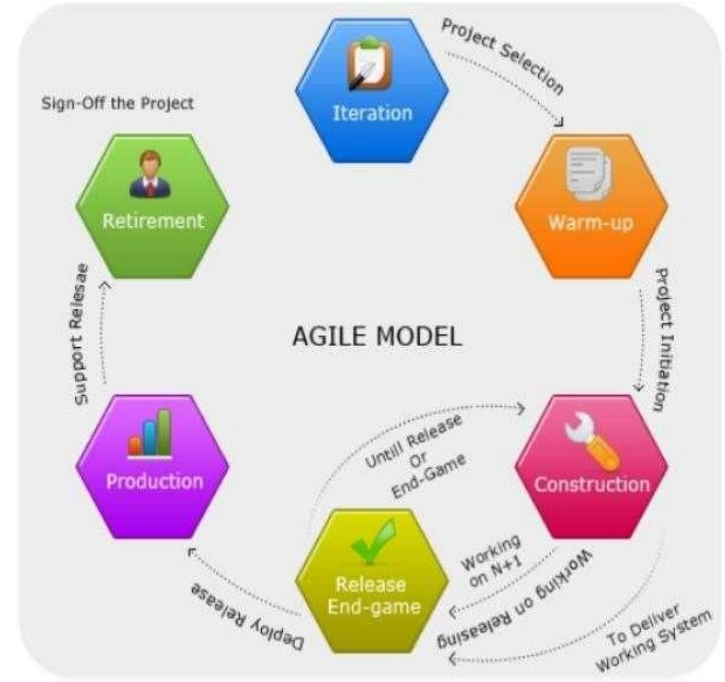 Project Selection
Iteration
Sign-Off the Project
Retirement
Warm-up
Support Relesae
Project Initiation
AGILE MODEL
Untill Release
Or
End-Game
Production
Construction
Working
on N+1
Working on Releasing
Release
End-game
Deploy Release
To Deliver
Working System